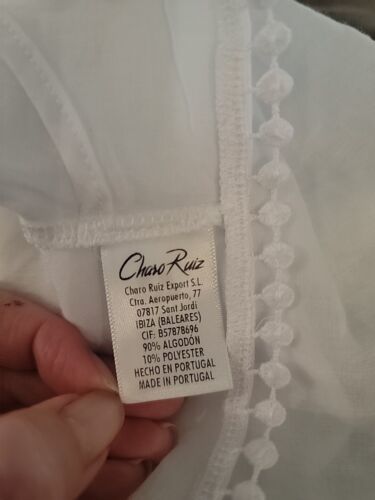 Charo Ruiz
Charo Ruiz Export S.L.
Ctra. Aeropuerto, 77
07817 Sant Jordi
IBIZA (BALEARES)
CIF: B57878696
90% ALGODÓN
10% POLYESTER
HECHO EN PORTUGAL
MADE IN PORTUGAL